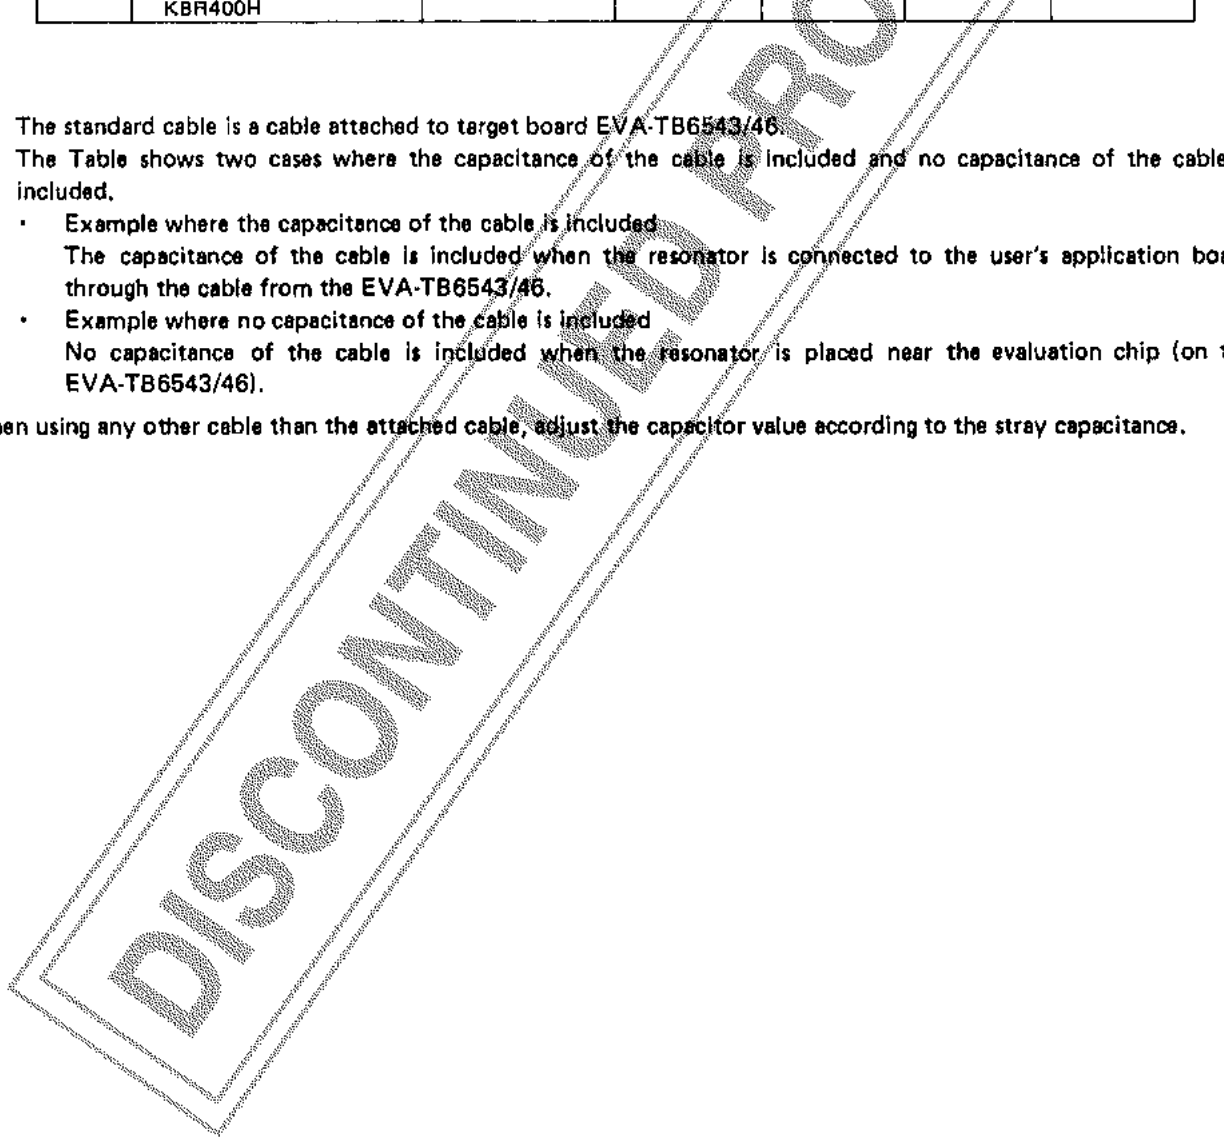 KBR400H
The standard cable is a cable attached to target board EVA-TB6543/46.
The Table shows two cases where the capacitance of the cable is included and no capacitance of the cable
included.
· Example where the capacitance of the cable is included
The capacitance of the cable is included when the resonator is connected to the user's application
through the cable from the EVA-TB6543/46.
· Example where no capacitance of the cable is included
No capacitance of the cable is included when the resonator is placed near the evaluation chip (on
EVA-TB6543/46).
using any other cable than the attached cable, adjust the capacitor value according to the stray capacitance.
DISCONTINUED PRO